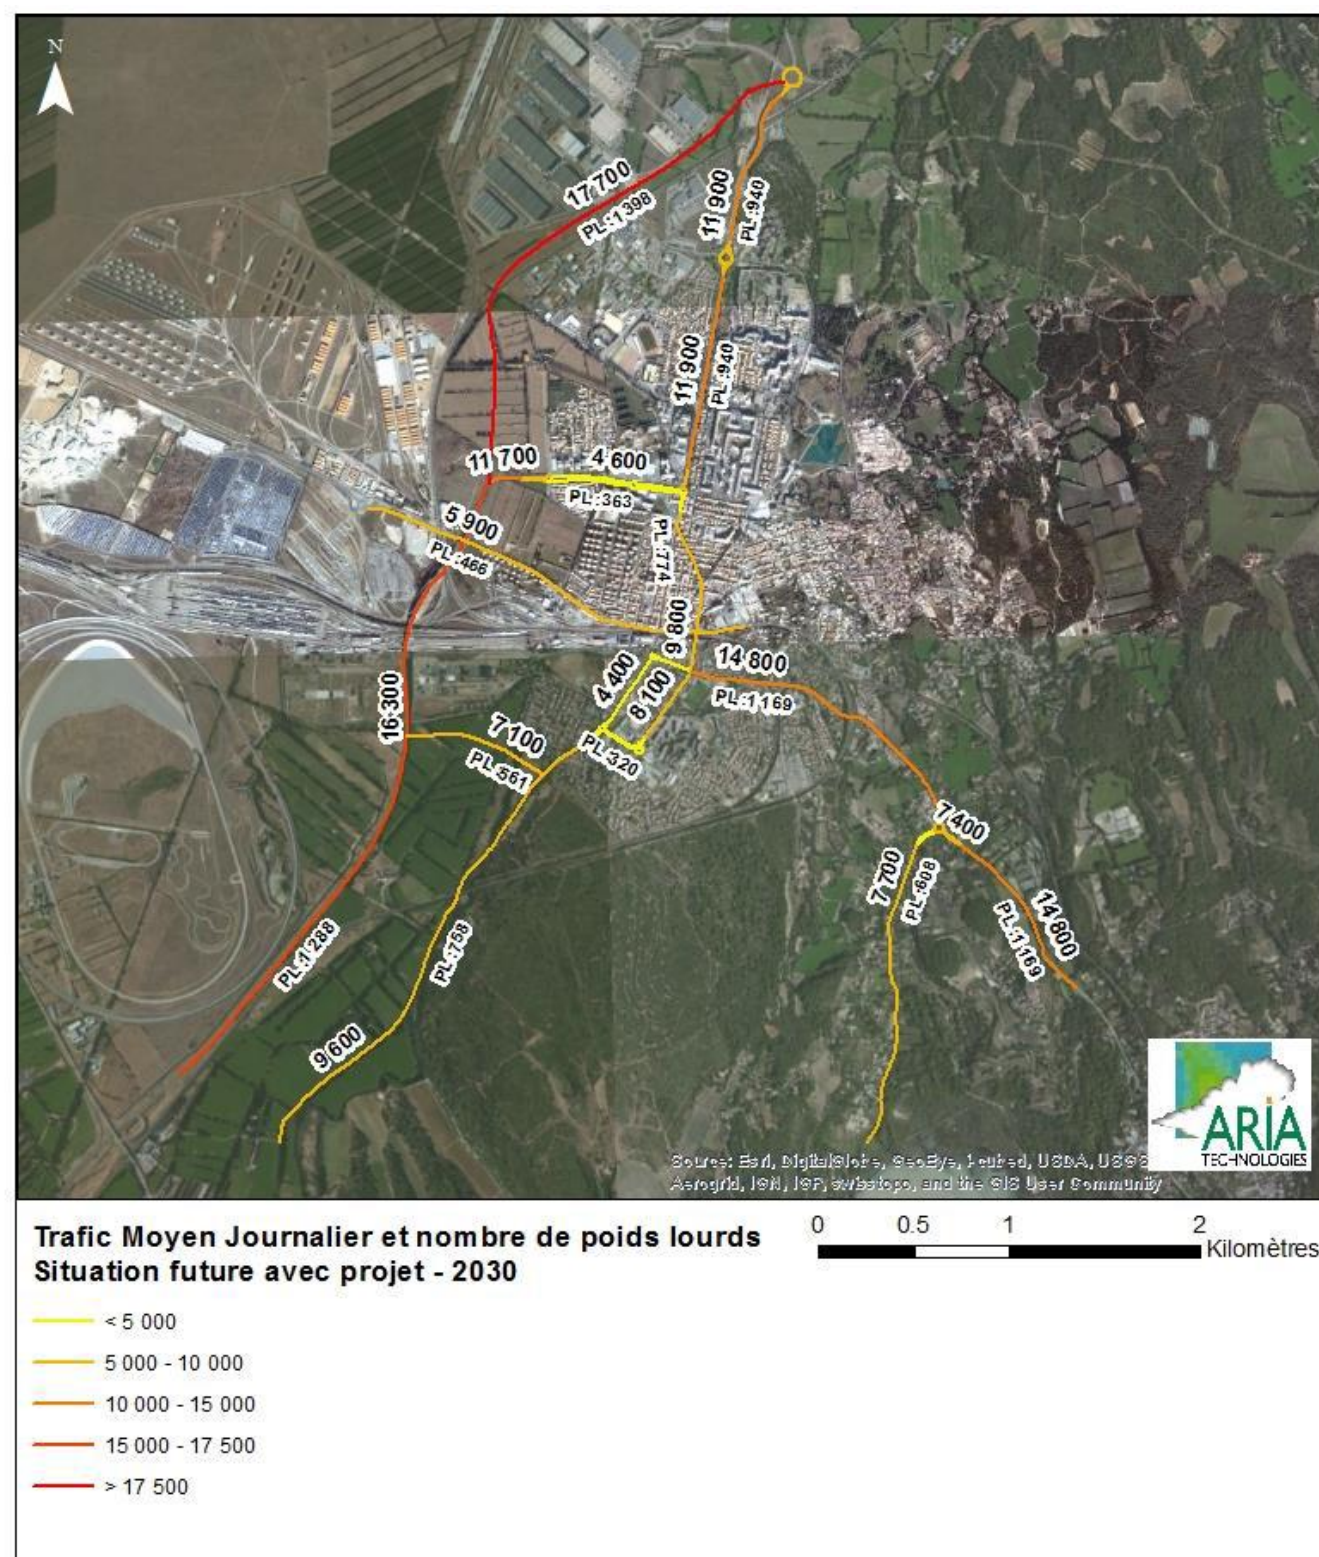 N
17 700
PL :1 398
11 900
PL :940
11 900
PL :940
11 700
4 600
PL :363
5 900
PL :466
PL :774
6 800
14 800
PL :1 169
4 400
8 100
16 300
7 100
PL :561
PL :320
7 400
7 700
PL :608
14 800
PL :1 169
PL :758
PL :1 288
9 600
ARIA
TECHNOLOGIES
Source: Esri, DigitalGlobe, GeoEye, i-cubed, USDA, USGS
Aerogrid, IGN, IGP, swisstopo, and the GIS User Community
Trafic Moyen Journalier et nombre de poids lourds
Situation future avec projet - 2030
0 0.5 1 2
Kilomètres
< 5 000
5 000 - 10 000
10 000 - 15 000
15 000 - 17 500
> 17 500